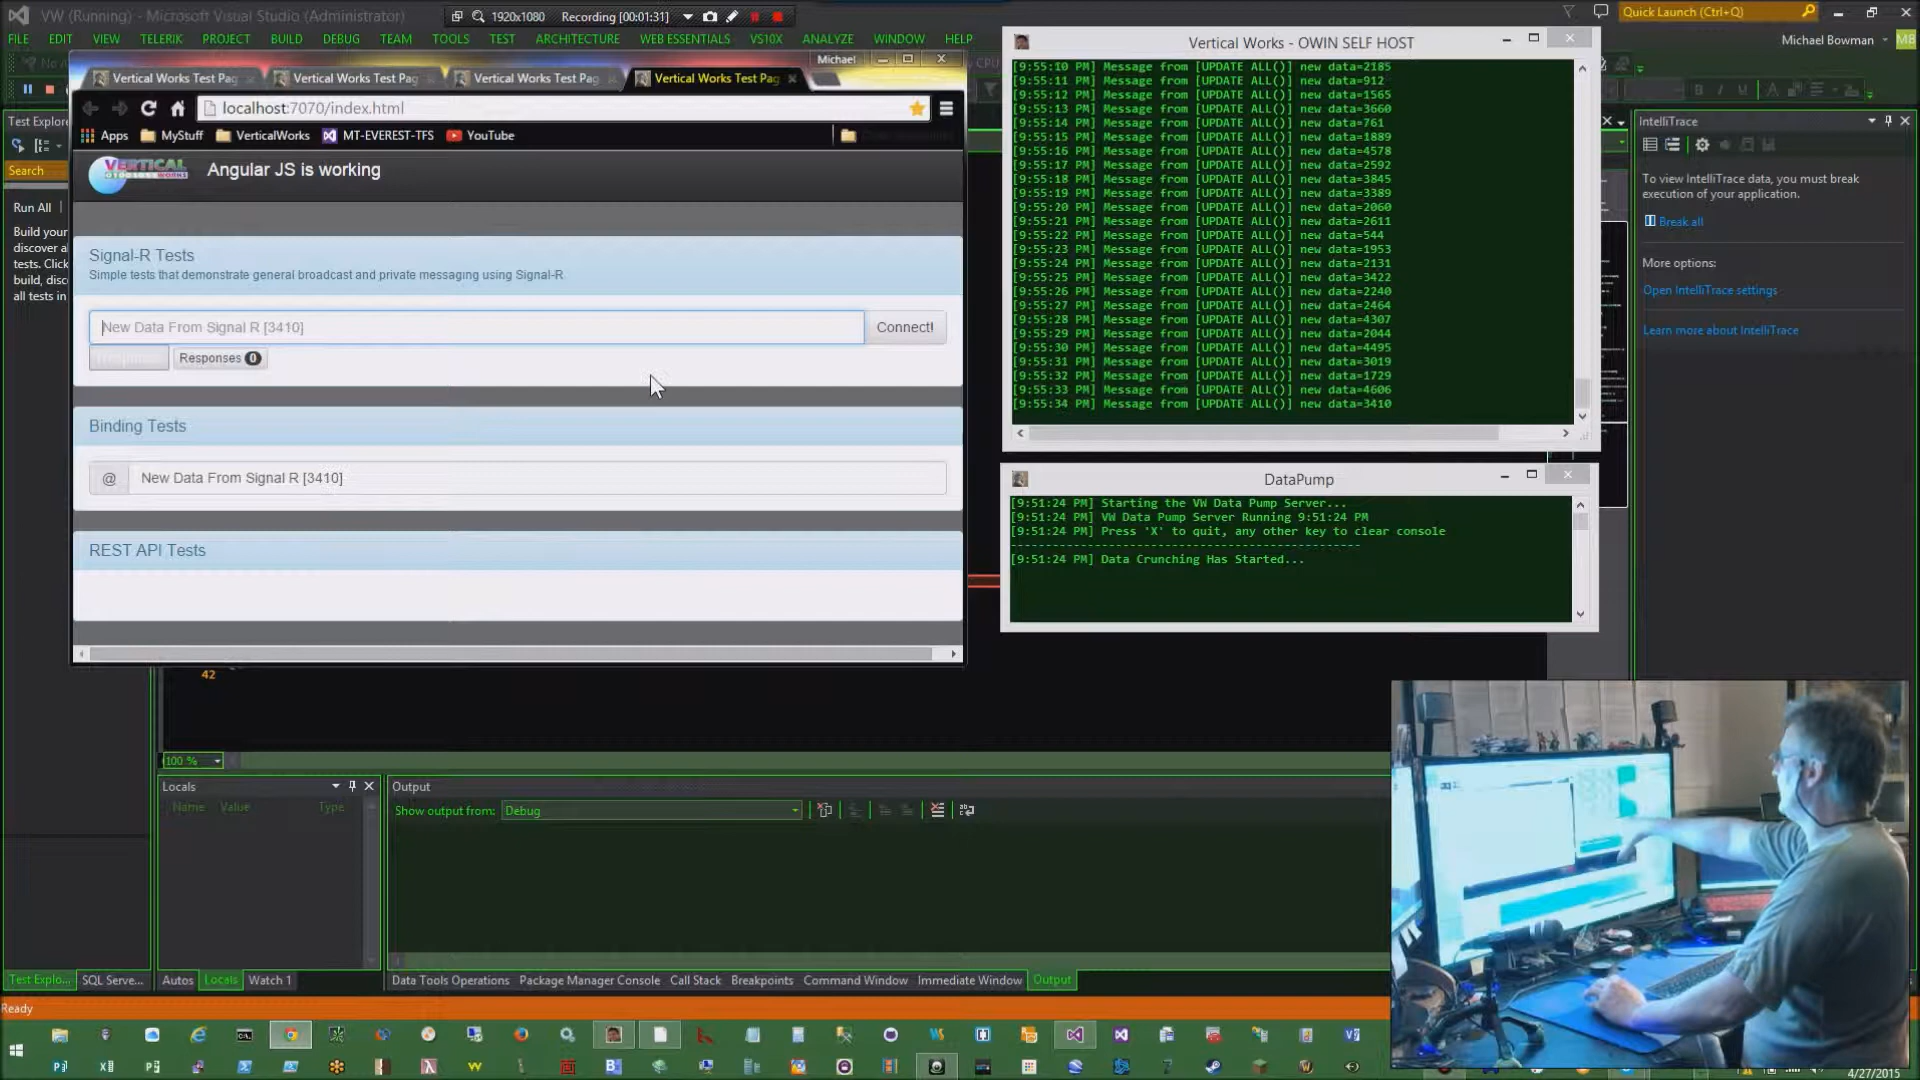 VW (Running) - Microsoft Visual Studio (Administrator)
1920x1080
Recording [00:01:31]
Quick Launch (Ctrl+Q)
FILE EDIT VIEW TELERIK PROJECT BUILD DEBUG TEAM TOOLS TEST ARCHITECTURE WEB ESSENTIALS VS10X ANALYZE WINDOW HELP
Michael Bowman
MB
Michael
Vertical Works Test Pag
Vertical Works Test Pag
Vertical Works Test Pag
Vertical Works Test Pag
localhost:7070/index.html
Apps MyStuff VerticalWorks MT-EVEREST-TFS YouTube
VERTICAL
WORKS
Angular JS is working
Signal-R Tests
Simple tests that demonstrate general broadcast and private messaging using Signal-R.
New Data From Signal R [3410]
Connect!
Responses 0
Binding Tests
@ New Data From Signal R [3410]
REST API Tests
Test Explo
Search
Run All
Build your
discover al
tests. Click
build, disc
all tests in
42
Vertical Works - OWIN SELF HOST
[9:55:10 PM] Message from [UPDATE ALL()] new data=2185
[9:55:11 PM] Message from [UPDATE ALL()] new data=912
[9:55:12 PM] Message from [UPDATE ALL()] new data=1565
[9:55:13 PM] Message from [UPDATE ALL()] new data=3660
[9:55:14 PM] Message from [UPDATE ALL()] new data=761
[9:55:15 PM] Message from [UPDATE ALL()] new data=1889
[9:55:16 PM] Message from [UPDATE ALL()] new data=4578
[9:55:17 PM] Message from [UPDATE ALL()] new data=2592
[9:55:18 PM] Message from [UPDATE ALL()] new data=3845
[9:55:19 PM] Message from [UPDATE ALL()] new data=3389
[9:55:20 PM] Message from [UPDATE ALL()] new data=2060
[9:55:21 PM] Message from [UPDATE ALL()] new data=2611
[9:55:22 PM] Message from [UPDATE ALL()] new data=544
[9:55:23 PM] Message from [UPDATE ALL()] new data=1953
[9:55:24 PM] Message from [UPDATE ALL()] new data=2131
[9:55:25 PM] Message from [UPDATE ALL()] new data=3422
[9:55:26 PM] Message from [UPDATE ALL()] new data=2240
[9:55:27 PM] Message from [UPDATE ALL()] new data=2464
[9:55:28 PM] Message from [UPDATE ALL()] new data=4307
[9:55:29 PM] Message from [UPDATE ALL()] new data=2044
[9:55:30 PM] Message from [UPDATE ALL()] new data=4495
[9:55:31 PM] Message from [UPDATE ALL()] new data=3019
[9:55:32 PM] Message from [UPDATE ALL()] new data=1729
[9:55:33 PM] Message from [UPDATE ALL()] new data=4606
[9:55:34 PM] Message from [UPDATE ALL()] new data=3410
DataPump
[9:51:24 PM] Starting the VW Data Pump Server...
[9:51:24 PM] VW Data Pump Server Running 9:51:24 PM
[9:51:24 PM] Press 'X' to quit, any other key to clear console
--------------------------------------------------
[9:51:24 PM] Data Crunching Has Started...
IntelliTrace
To view IntelliTrace data, you must break
execution of your application.
Break all
More options:
Open IntelliTrace settings
Learn more about IntelliTrace
100 %
Locals
Name Value Type
Output
Show output from: Debug
Test Explo... SQL Serve...
Autos Locals Watch 1
Data Tools Operations Package Manager Console Call Stack Breakpoints Command Window Immediate Window Output
Ready
4/27/2015